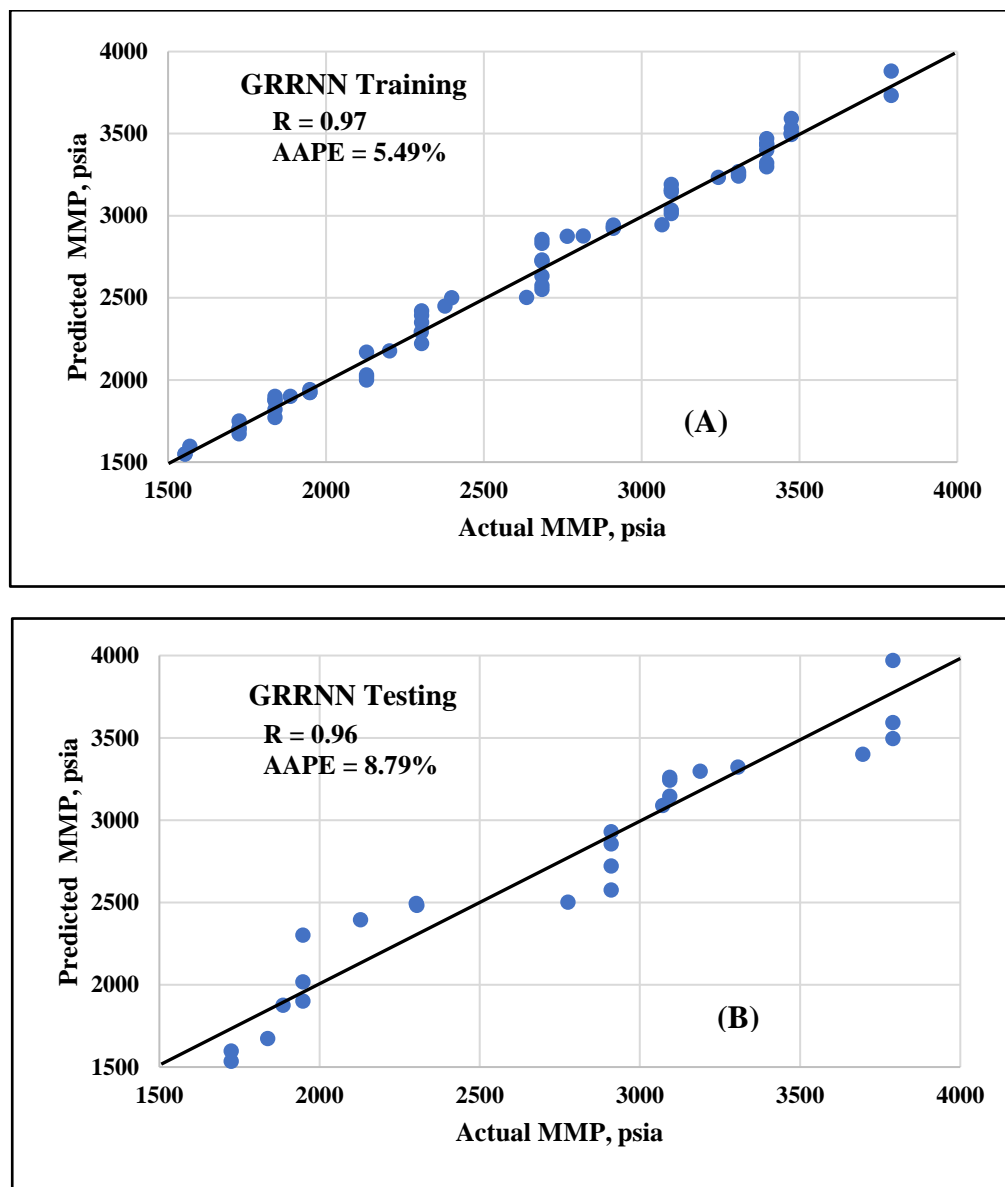 GRRNN Training
R = 0.97
AAPE = 5.49%
4000
3500
3000
2500
2000
1500
Predicted MMP, psia
(A)
1500 2000 2500 3000 3500 4000
Actual MMP, psia
GRRNN Testing
R = 0.96
AAPE = 8.79%
4000
3500
3000
2500
2000
1500
Predicted MMP, psia
(B)
1500 2000 2500 3000 3500 4000
Actual MMP, psia